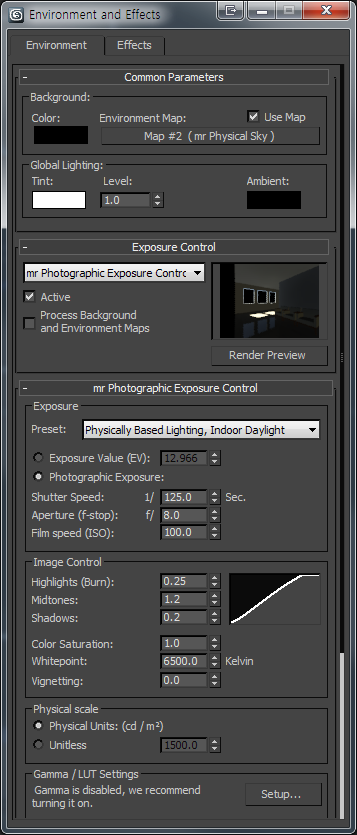 Environment and Effects
Environment Effects
- Common Parameters
Background:
Color: Environment Map: Use Map
Map #2 ( mr Physical Sky )
Global Lighting:
Tint: Level: Ambient:
1.0
- Exposure Control
mr Photographic Exposure Contrc
Active
Process Background
and Environment Maps
Render Preview
- mr Photographic Exposure Control
Exposure
Preset: Physically Based Lighting, Indoor Daylight
Exposure Value (EV): 12.966
Photographic Exposure:
Shutter Speed: 1/ 125.0 Sec.
Aperture (f-stop): f/ 8.0
Film speed (ISO): 100.0
Image Control
Highlights (Burn): 0.25
Midtones: 1.2
Shadows: 0.2
Color Saturation: 1.0
Whitepoint: 6500.0 Kelvin
Vignetting: 0.0
Physical scale
Physical Units: (cd / m²)
Unitless 1500.0
Gamma / LUT Settings
Gamma is disabled, we recommend
turning it on.
Setup...